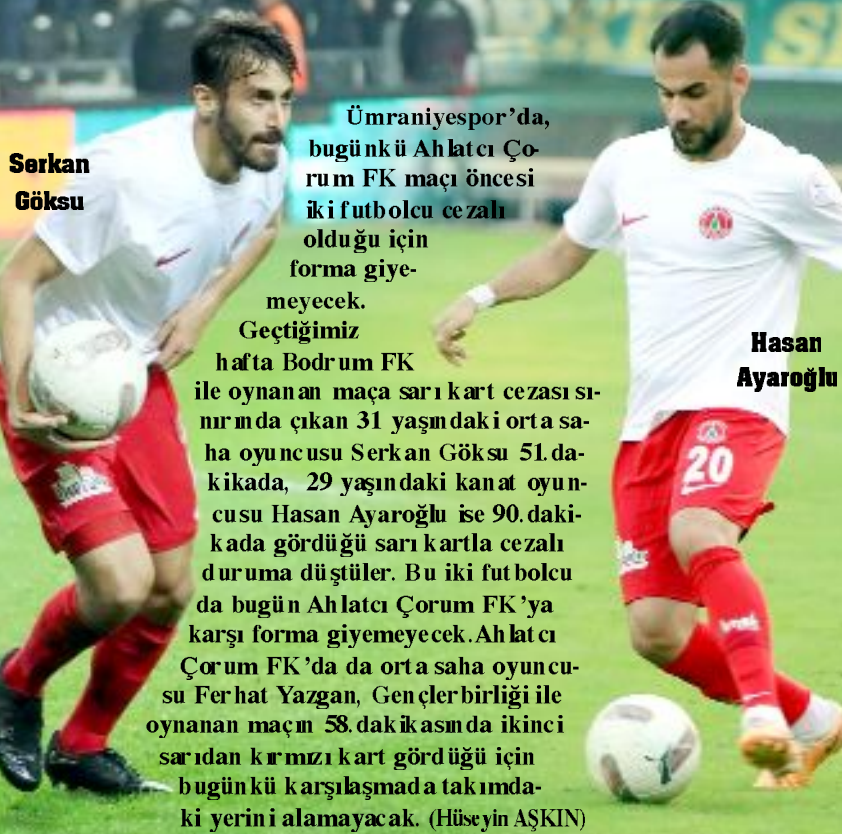 Serkan
Göksu
Ümraniyespor’da,
bugünkü Ahlatcı Ço-
rum FK maçı öncesi
iki futbolcu cezalı
olduğu için
forma giye-
meyecek.
Geçtiğimiz
hafta Bodrum FK
ile oynanan maça sarı kart cezası sı-
nırında çıkan 31 yaşındaki orta sa-
ha oyuncusu Serkan Göksu 51.da-
kikada, 29 yaşındaki kanat oyun-
cusu Hasan Ayaroğlu ise 90.daki-
kada gördüğü sarı kartla cezalı
duruma düştüler. Bu iki futbolcu
da bugün Ahlatcı Çorum FK’ya
karşı forma giyemeyecek.Ahlatcı
Çorum FK’da da orta saha oyuncu-
su Ferhat Yazgan, Gençlerbirliği ile
oynanan maçın 58.dakikasında ikinci
sarıdan kırmızı kart gördüğü için
bugünkü karşılaşmada takımda-
ki yerini alamayacak. (Hüseyin AŞKIN)
Hasan
Ayaroğlu
20